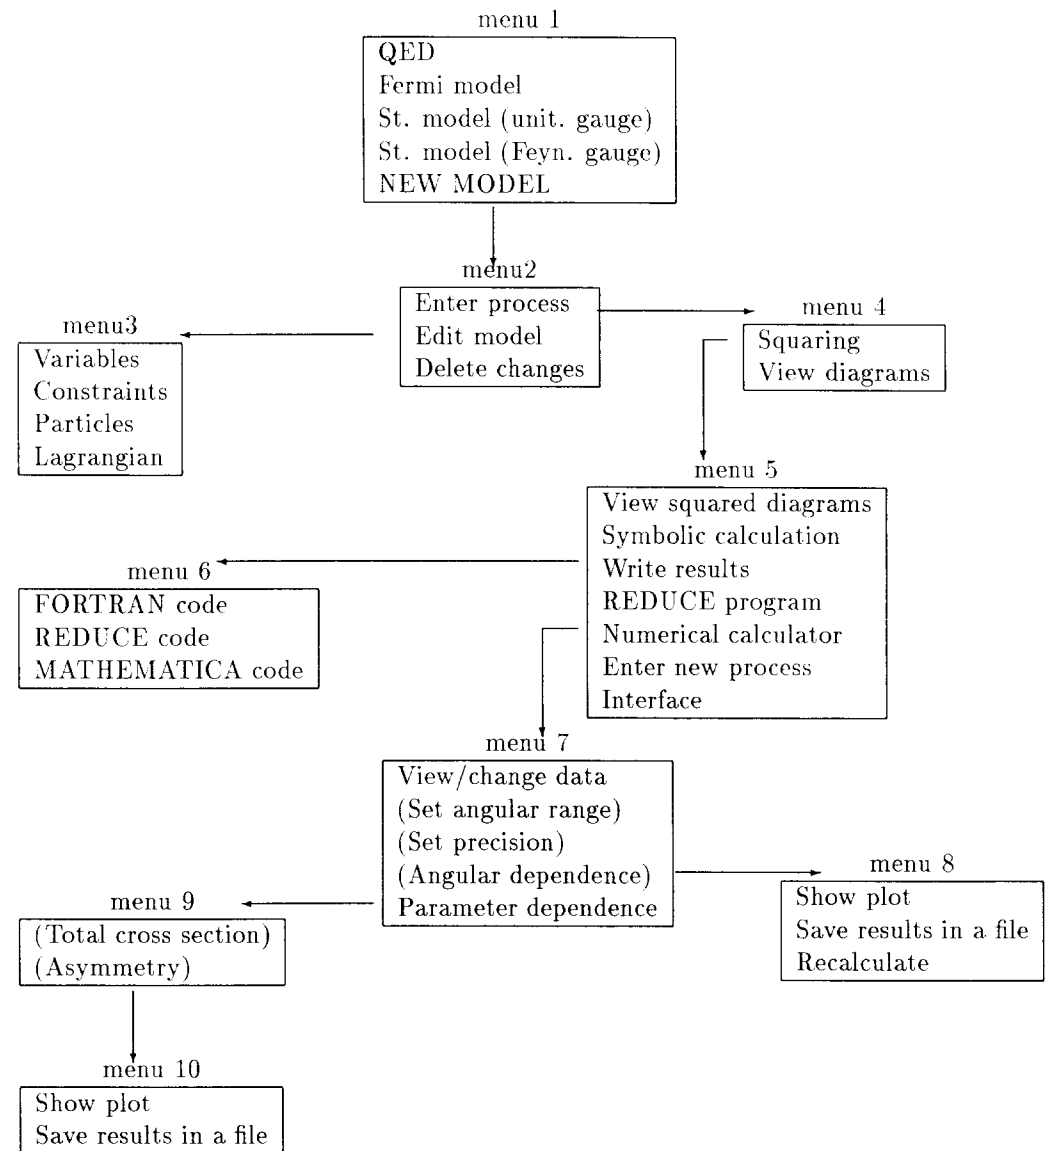 menu 1
QED
Fermi model
St. model (unit. gauge)
St. model (Feyn. gauge)
NEW MODEL
menu2
Enter process
Edit model
Delete changes
menu3
Variables
Constraints
Particles
Lagrangian
menu 4
Squaring
View diagrams
menu 5
View squared diagrams
Symbolic calculation
Write results
REDUCE program
Numerical calculator
Enter new process
Interface
menu 6
FORTRAN code
REDUCE code
MATHEMATICA code
menu 7
View/change data
(Set angular range)
(Set precision)
(Angular dependence)
Parameter dependence
menu 8
Show plot
Save results in a file
Recalculate
menu 9
(Total cross section)
(Asymmetry)
menu 10
Show plot
Save results in a file